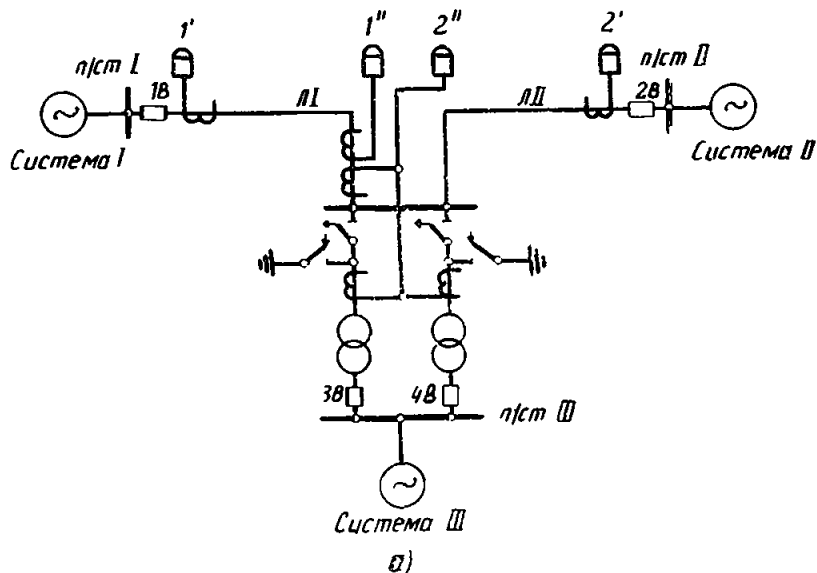 1' 1" 2" 2'
п/ст I 1В ЛI ЛII 2В п/ст II
Система I Система II
3В 4В п/ст III
Система III
а)